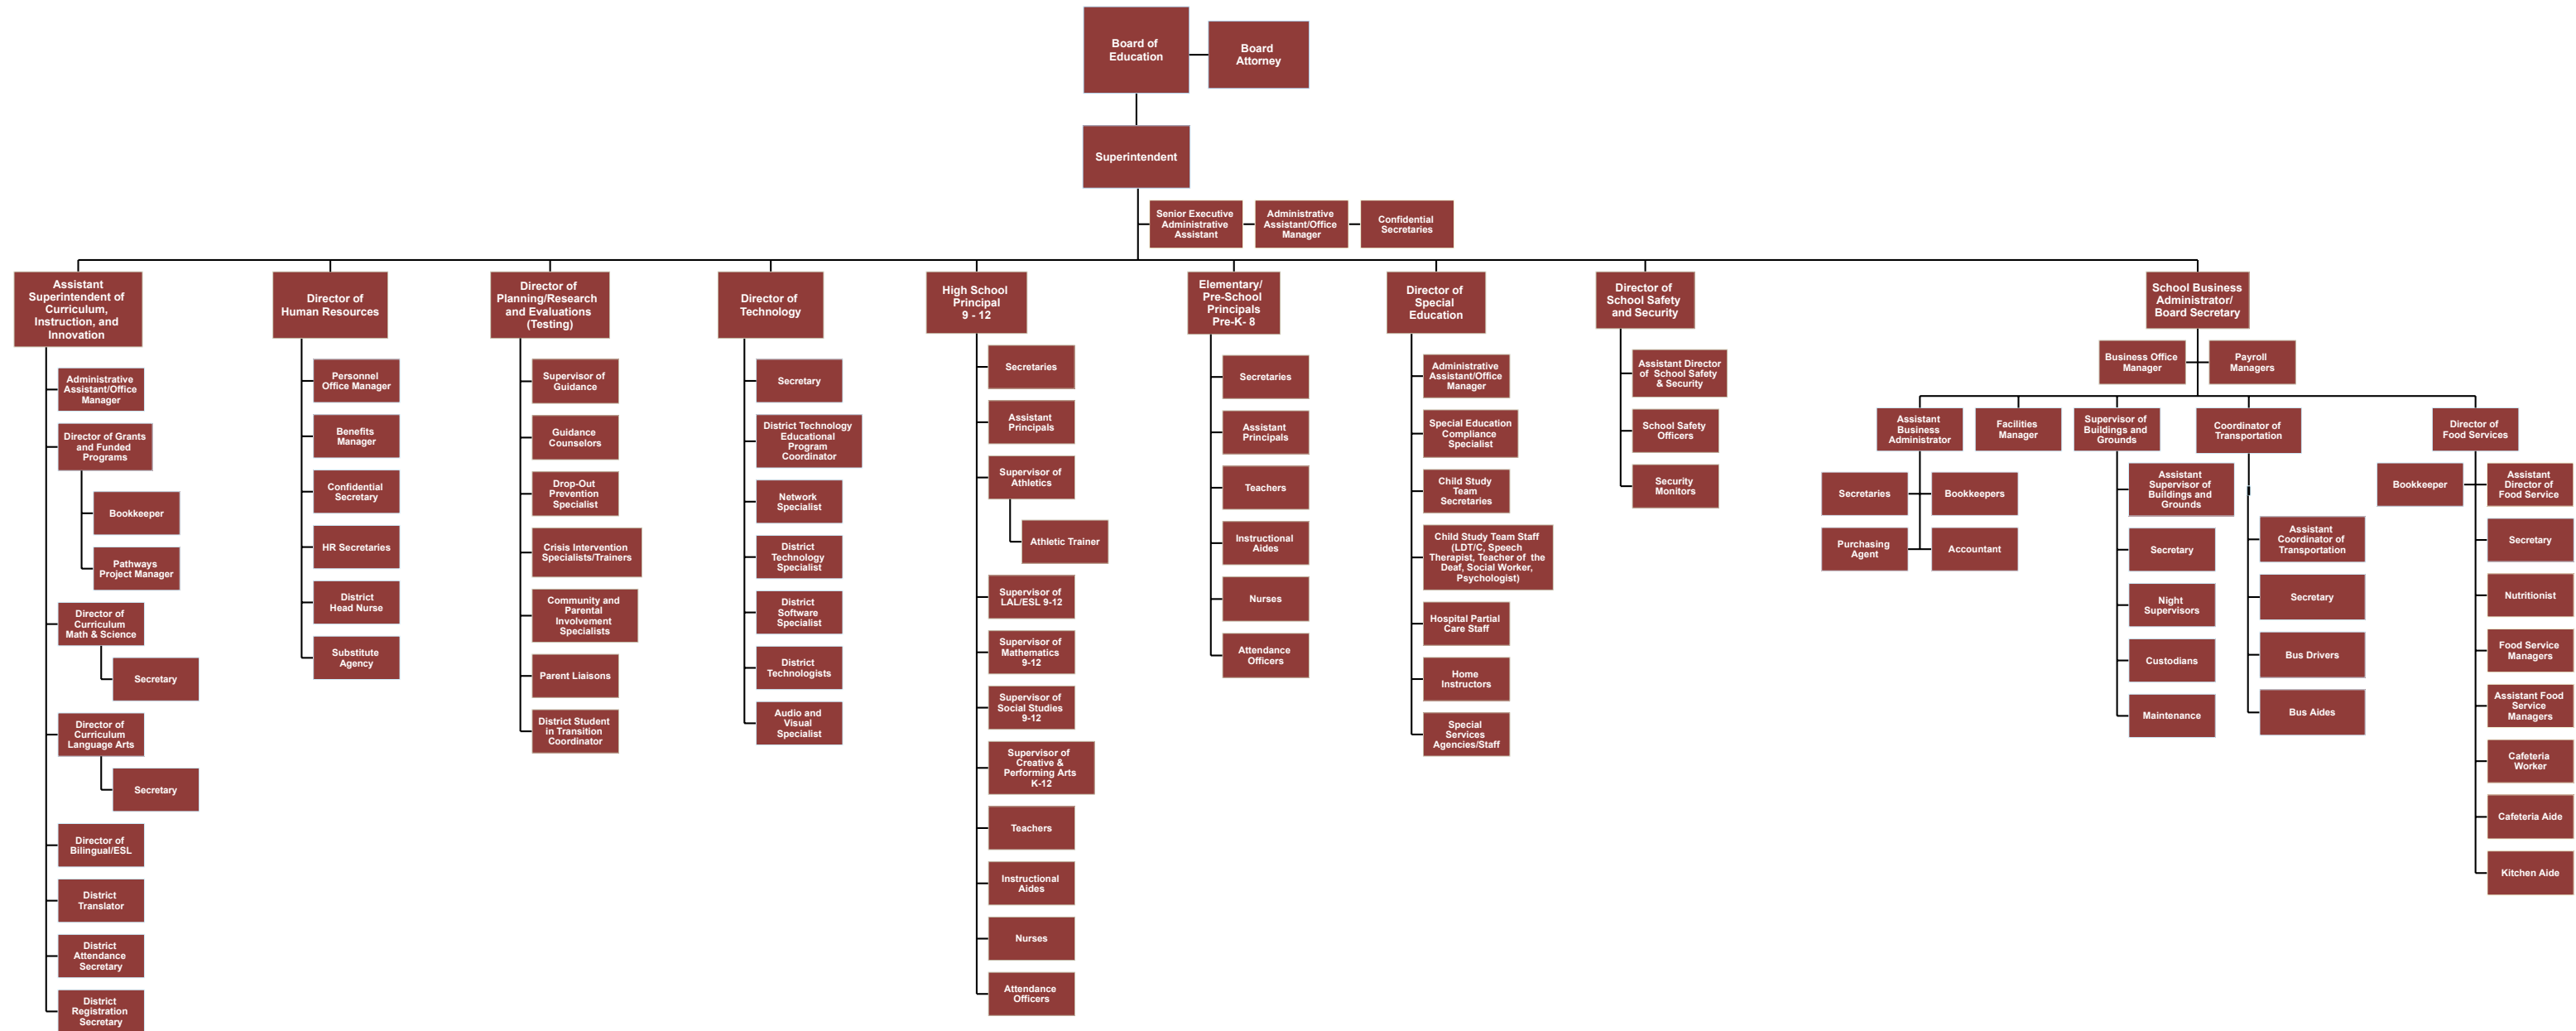 Board of
Education
Board
Attorney
Superintendent
Senior Executive
Administrative
Assistant
Administrative
Assistant/Office
Manager
Confidential
Secretaries
Assistant
Superintendent of
Curriculum,
Instruction, and
Innovation
Administrative
Assistant/Office
Manager
Director of Grants
and Funded
Programs
Bookkeeper
Pathways
Project Manager
Director of
Curriculum
Math & Science
Secretary
Director of
Curriculum
Language Arts
Secretary
Director of
Bilingual/ESL
District
Translator
District
Attendance
Secretary
District
Registration
Secretary
Director of
Human Resources
Personnel
Office Manager
Benefits
Manager
Confidential
Secretary
HR Secretaries
District
Head Nurse
Substitute
Agency
Director of
Planning/Research
and Evaluations
(Testing)
Supervisor of
Guidance
Guidance
Counselors
Drop-Out
Prevention
Specialist
Crisis Intervention
Specialists/Trainers
Community and
Parental
Involvement
Specialists
Parent Liaisons
District Student
in Transition
Coordinator
Director of
Technology
Secretary
District Technology
Educational
Program
Coordinator
Network
Specialist
District
Technology
Specialist
District
Software
Specialist
District
Technologists
Audio and
Visual
Specialist
High School
Principal
9 - 12
Secretaries
Assistant
Principals
Supervisor of
Athletics
Athletic Trainer
Supervisor of
LAL/ESL 9-12
Supervisor of
Mathematics
9-12
Supervisor of
Social Studies
9-12
Supervisor of
Creative &
Performing Arts
K-12
Teachers
Instructional
Aides
Nurses
Attendance
Officers
Elementary/
Pre-School
Principals
Pre-K- 8
Secretaries
Assistant
Principals
Teachers
Instructional
Aides
Nurses
Attendance
Officers
Director of
Special
Education
Administrative
Assistant/Office
Manager
Special Education
Compliance
Specialist
Child Study
Team
Secretaries
Child Study Team Staff
(LDT/C, Speech
Therapist, Teacher of the
Deaf, Social Worker,
Psychologist)
Hospital Partial
Care Staff
Home
Instructors
Special
Services
Agencies/Staff
Director of
School Safety
and Security
Assistant Director
of School Safety
& Security
School Safety
Officers
Security
Monitors
School Business
Administrator/
Board Secretary
Business Office
Manager
Payroll
Managers
Assistant
Business
Administrator
Secretaries
Bookkeepers
Purchasing
Agent
Accountant
Facilities
Manager
Supervisor of
Buildings and
Grounds
Assistant
Supervisor of
Buildings and
Grounds
Secretary
Night
Supervisors
Custodians
Maintenance
Coordinator of
Transportation
Assistant
Coordinator of
Transportation
Secretary
Bus Drivers
Bus Aides
Director of
Food Services
Bookkeeper
Assistant
Director of
Food Service
Secretary
Nutritionist
Food Service
Managers
Assistant Food
Service
Managers
Cafeteria
Worker
Cafeteria Aide
Kitchen Aide